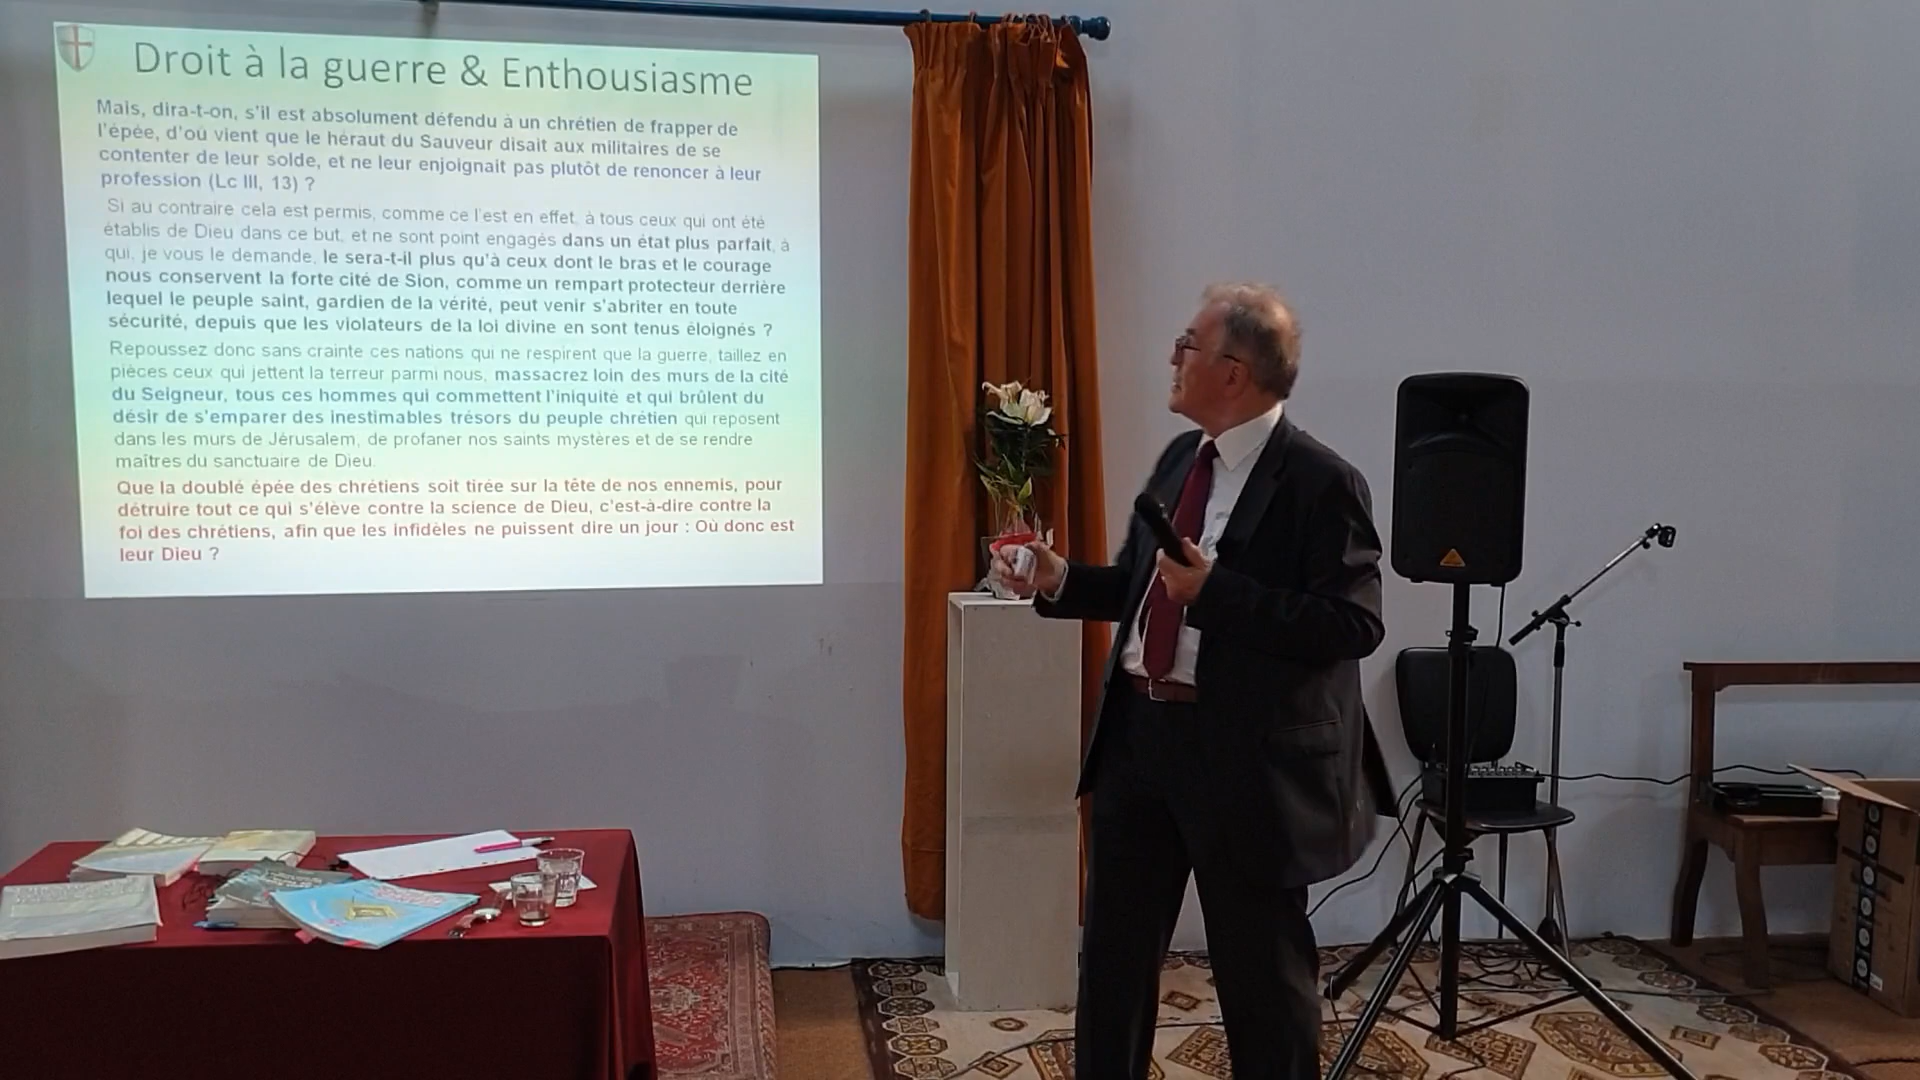 Droit à la guerre & Enthousiasme
Mais, dira-t-on, s'il est absolument défendu à un chrétien de frapper de
l'épée, d'où vient que le héraut du Sauveur disait aux militaires de se
contenter de leur solde, et ne leur enjoignait pas plutôt de renoncer à leur
profession (Lc III, 13) ?
Si au contraire cela est permis, comme ce l'est en effet, à tous ceux qui ont été
établis de Dieu dans ce but, et ne sont point engagés dans un état plus parfait, à
qui, je vous le demande, le sera-t-il plus qu'à ceux dont le bras et le courage
nous conservent la forte cité de Sion, comme un rempart protecteur derrière
lequel le peuple saint, gardien de la vérité, peut venir s'abriter en toute
sécurité, depuis que les violateurs de la loi divine en sont tenus éloignés ?
Repoussez donc sans crainte ces nations qui ne respirent que la guerre, taillez en
pièces ceux qui jettent la terreur parmi nous, massacrez loin des murs de la cité
du Seigneur, tous ces hommes qui commettent l'iniquité et qui brûlent du
désir de s'emparer des inestimables trésors du peuple chrétien qui reposent
dans les murs de Jérusalem, de profaner nos saints mystères et de se rendre
maîtres du sanctuaire de Dieu.
Que la doublé épée des chrétiens soit tirée sur la tête de nos ennemis, pour
détruire tout ce qui s'élève contre la science de Dieu, c'est-à-dire contre la
foi des chrétiens, afin que les infidèles ne puissent dire un jour : Où donc est
leur Dieu ?